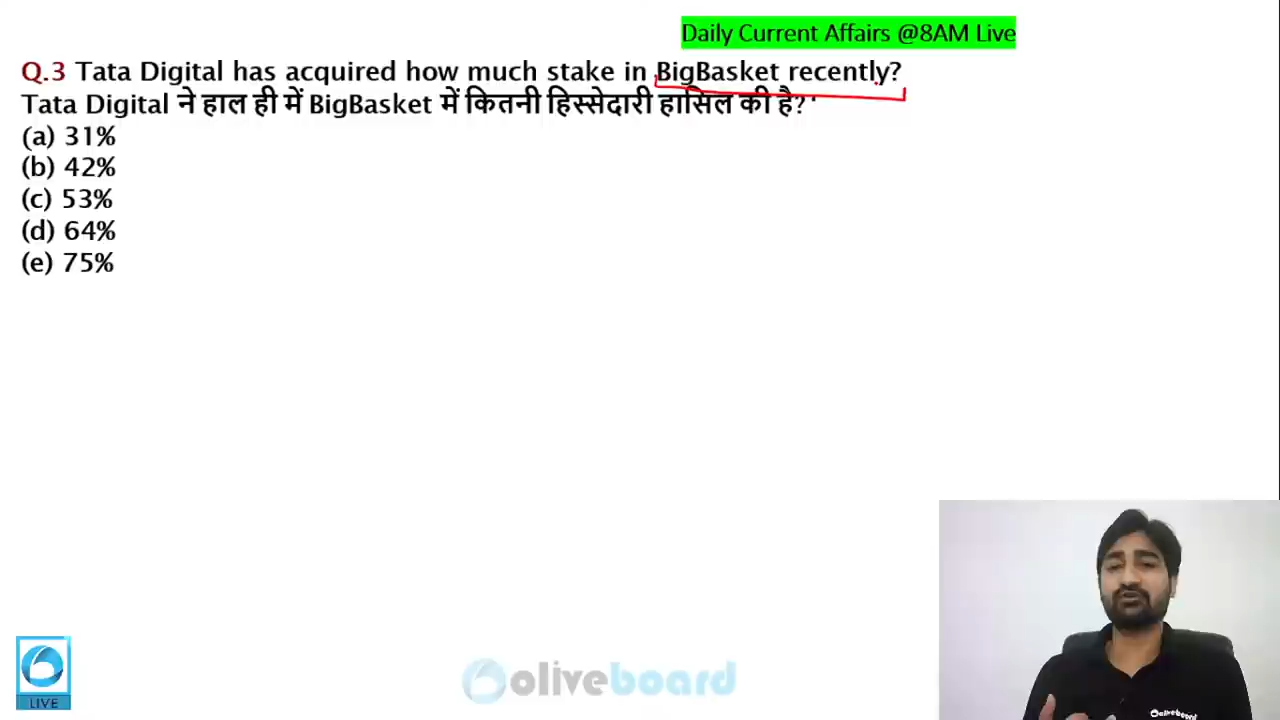 Daily Current Affairs @8AM Live
Q.3 Tata Digital has acquired how much stake in BigBasket recently?
Tata Digital ने हाल ही में BigBasket में कितनी हिस्सेदारी हासिल की है?
(a) 31%
(b) 42%
(c) 53%
(d) 64%
(e) 75%
LIVE
oliveboard
oliveboard